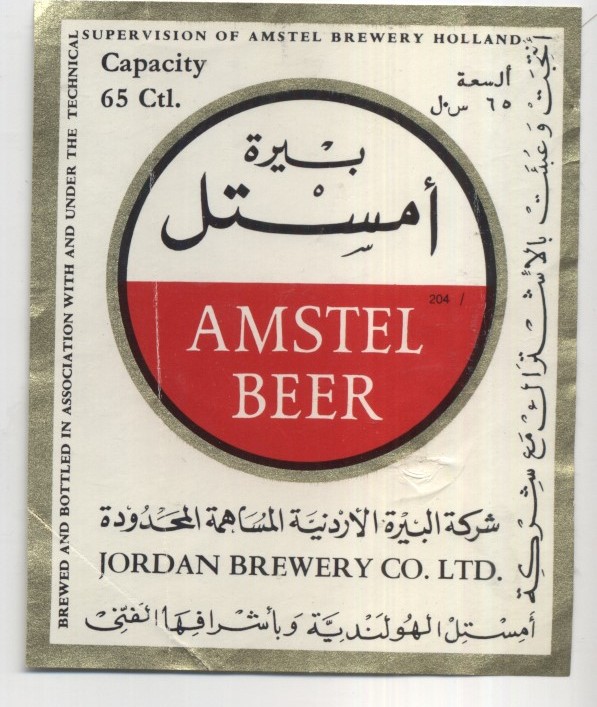 BREWED AND BOTTLED IN ASSOCIATION WITH AND UNDER THE TECHNICAL
SUPERVISION OF AMSTEL BREWERY HOLLAND
Capacity
65 Ctl.
ألسعة
٦٥ س.ل
بيرة
أمستل
204 /
AMSTEL
BEER
شركة البيرة الأردنية المساهمة المحدودة
JORDAN BREWERY CO. LTD.
أنتجت وعبئت بالأشتراك مع شركة
أمستل الهولندية وبأشرافها الفني